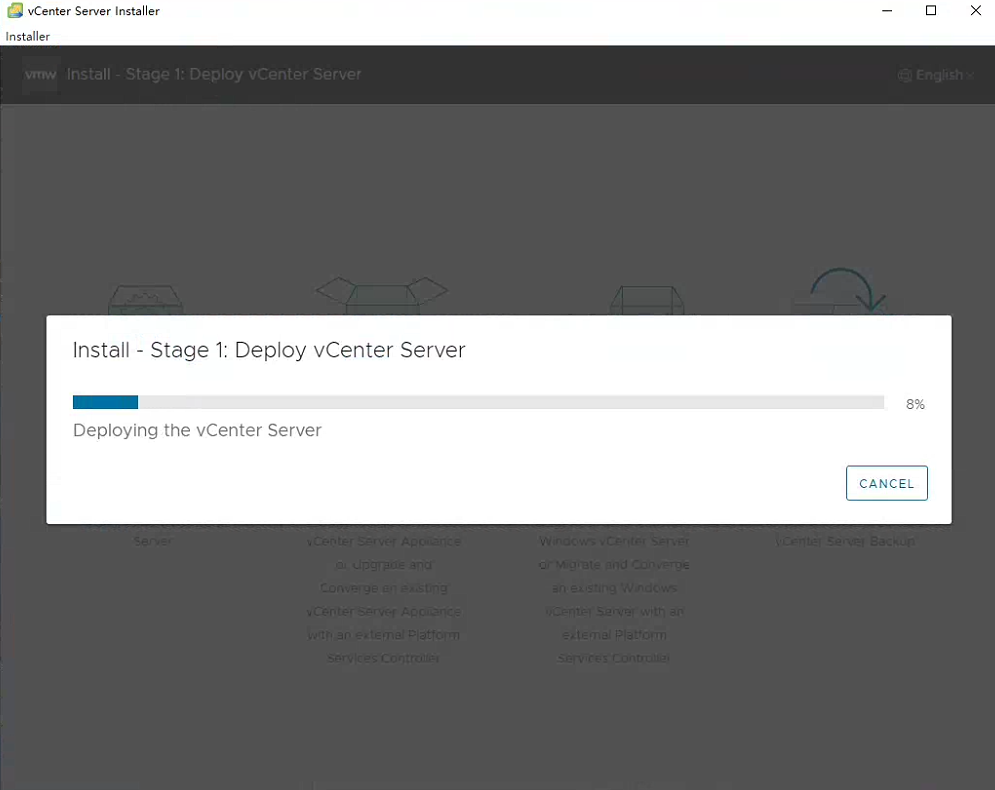 vCenter Server Installer
Installer
vmw Install - Stage 1: Deploy vCenter Server
English
Install - Stage 1: Deploy vCenter Server
8%
Deploying the vCenter Server
CANCEL
Server
vCenter Server Appliance
or Upgrade and
Converge an existing
vCenter Server Appliance
with an external Platform
Services Controller
Windows vCenter Server
or Migrate and Converge
an existing Windows
vCenter Server with an
external Platform
Services Controller
vCenter Server Backup